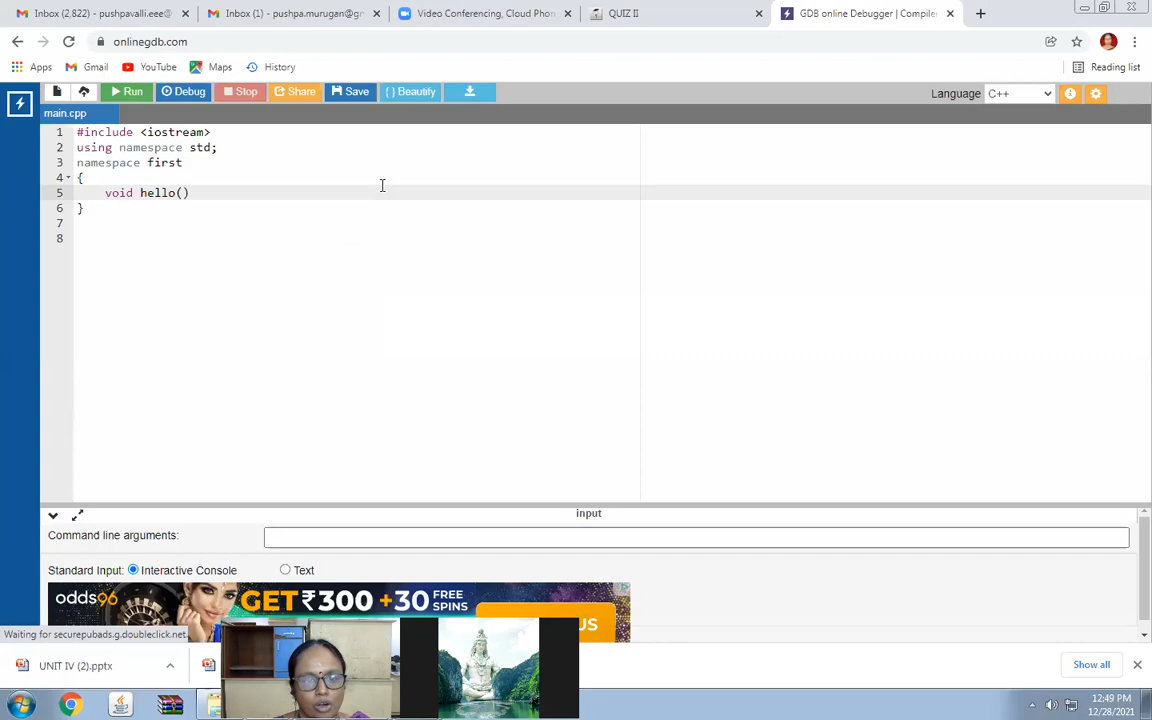 Inbox (2,822) - pushpavalli.eee@
Inbox (1) - pushpa.murugan@gr
Video Conferencing, Cloud Phon
QUIZ II
GDB online Debugger | Compiler
onlinegdb.com
Apps
Gmail
YouTube
Maps
History
Reading list
Run
Debug
Stop
Share
Save
{ } Beautify
Language
C++
main.cpp
1 #include <iostream>
2 using namespace std;
3 namespace first
4 {
5 void hello()
6 }
7
8
input
Command line arguments:
Standard Input:
Interactive Console
Text
odds96
GET ₹300 +30 FREE SPINS
US
Waiting for securepubads.g.doubleclick.net...
UNIT IV (2).pptx
Show all
12:49 PM
12/28/2021